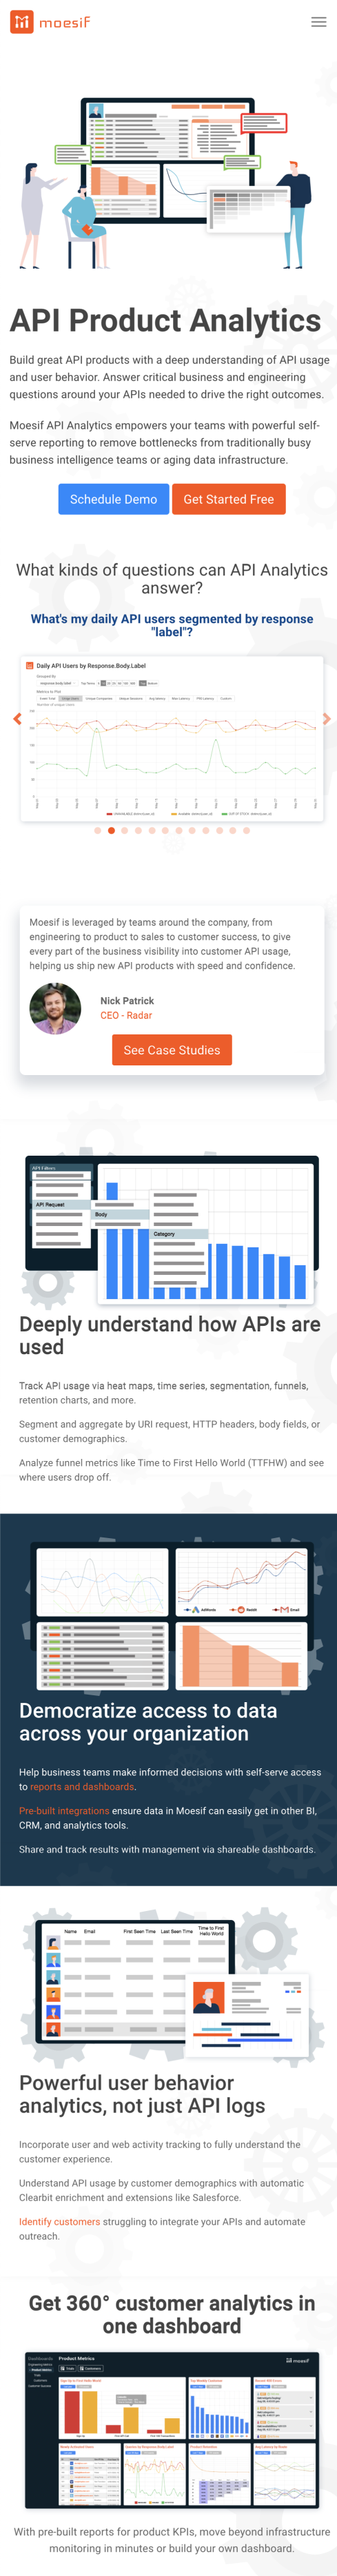 moesif
API Product Analytics
Build great API products with a deep understanding of API usage
and user behavior. Answer critical business and engineering
questions around your APIs needed to drive the right outcomes.
Moesif API Analytics empowers your teams with powerful self-
serve reporting to remove bottlenecks from traditionally busy
business intelligence teams or aging data infrastructure.
Schedule Demo
Get Started Free
What kinds of questions can API Analytics
answer?
What's my daily API users segmented by response
"label"?
Daily API Users by Response.Body.Label
Moesif is leveraged by teams around the company, from
engineering to product to sales to customer success, to give
every part of the business visibility into customer API usage,
helping us ship new API products with speed and confidence.
Nick Patrick
CEO - Radar
See Case Studies
API Filters
API Request
Body
Category
Deeply understand how APIs are
used
Track API usage via heat maps, time series, segmentation, funnels,
retention charts, and more.
Segment and aggregate by URI request, HTTP headers, body fields, or
customer demographics.
Analyze funnel metrics like Time to First Hello World (TTFHW) and see
where users drop off.
AdWords
Reddit
Email
Democratize access to data
across your organization
Help business teams make informed decisions with self-serve access
to reports and dashboards.
Pre-built integrations ensure data in Moesif can easily get in other BI,
CRM, and analytics tools.
Share and track results with management via shareable dashboards.
Name Email First Seen Time Last Seen Time Time to First
Hello World
Powerful user behavior
analytics, not just API logs
Incorporate user and web activity tracking to fully understand the
customer experience.
Understand API usage by customer demographics with automatic
Clearbit enrichment and extensions like Salesforce.
Identify customers struggling to integrate your APIs and automate
outreach.
Get 360° customer analytics in
one dashboard
Dashboards
Product Metrics
moesif
With pre-built reports for product KPIs, move beyond infrastructure
monitoring in minutes or build your own dashboard.